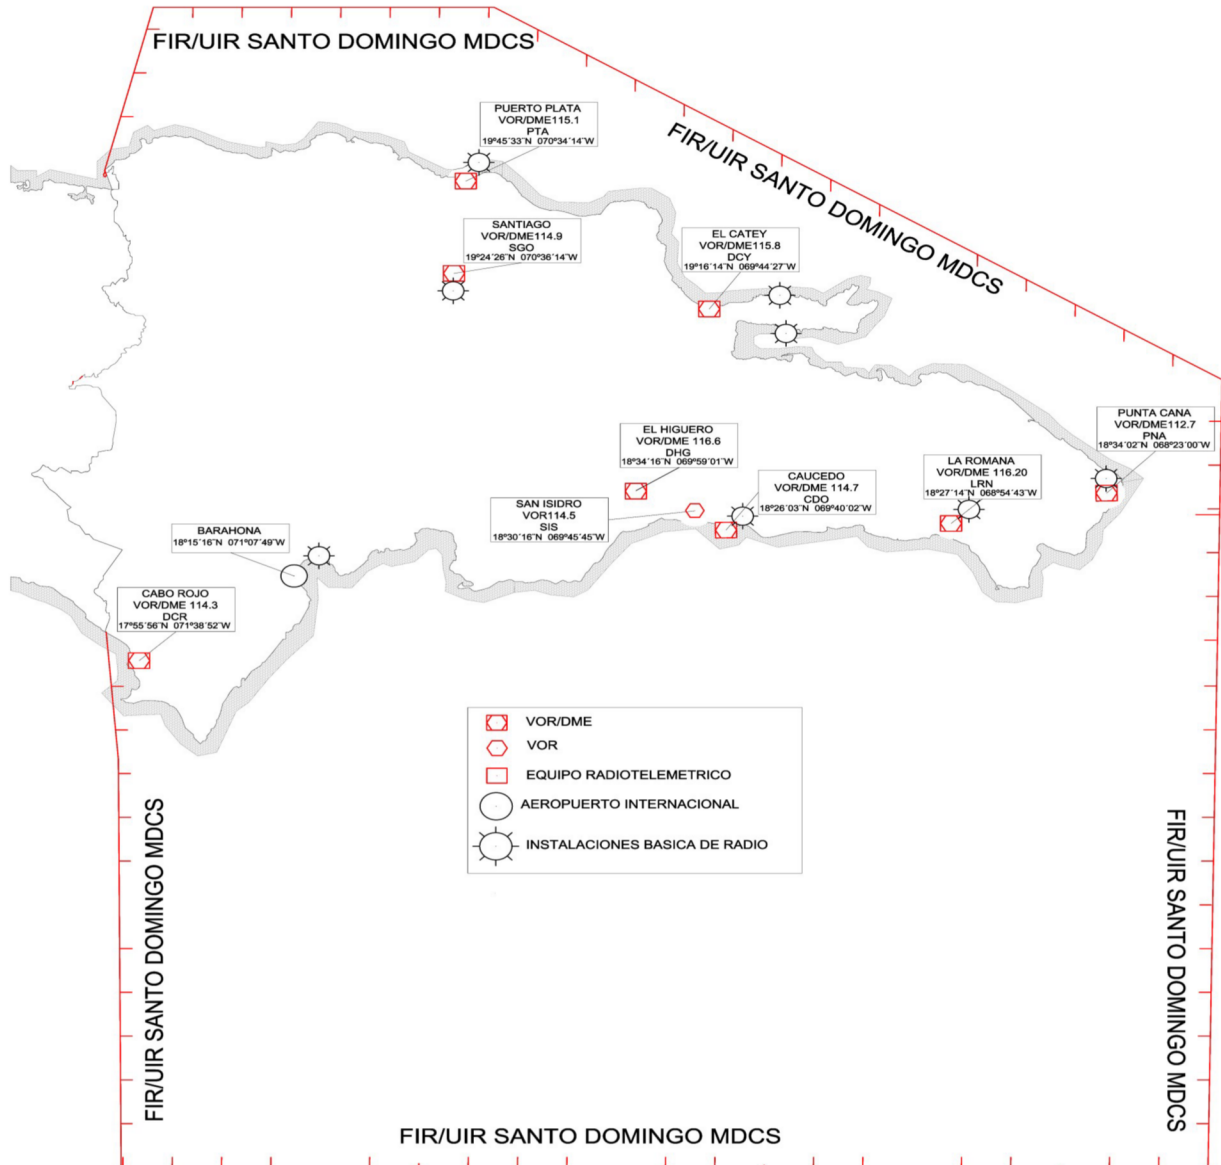 FIR/UIR SANTO DOMINGO MDCS
PUERTO PLATA
VOR/DME115.1
PTA
19º45´33¨N 070º34´14¨W
FIR/UIR SANTO DOMINGO MDCS
SANTIAGO
VOR/DME114.9
SGO
19º24´26¨N 070º36´14¨W
EL CATEY
VOR/DME115.8
DCY
19º16´14¨N 069º44´27¨W
PUNTA CANA
VOR/DME112.7
PNA
18º34´02¨N 068º23´00¨W
EL HIGUERO
VOR/DME 116.6
DHG
18º34´16¨N 069º59´01¨W
LA ROMANA
VOR/DME 116.20
LRN
18º27´14¨N 068º54´43¨W
CAUCEDO
VOR/DME 114.7
CDO
18º26´03¨N 069º40´02¨W
SAN ISIDRO
VOR114.5
SIS
18º30´16¨N 069º45´45¨W
BARAHONA
18º15´16¨N 071º07´49¨W
CABO ROJO
VOR/DME 114.3
DCR
17º55´56¨N 071º38´52¨W
VOR/DME
VOR
EQUIPO RADIOTELEMETRICO
AEROPUERTO INTERNACIONAL
INSTALACIONES BASICA DE RADIO
FIR/UIR SANTO DOMINGO MDCS
FIR/UIR SANTO DOMINGO MDCS
FIR/UIR SANTO DOMINGO MDCS